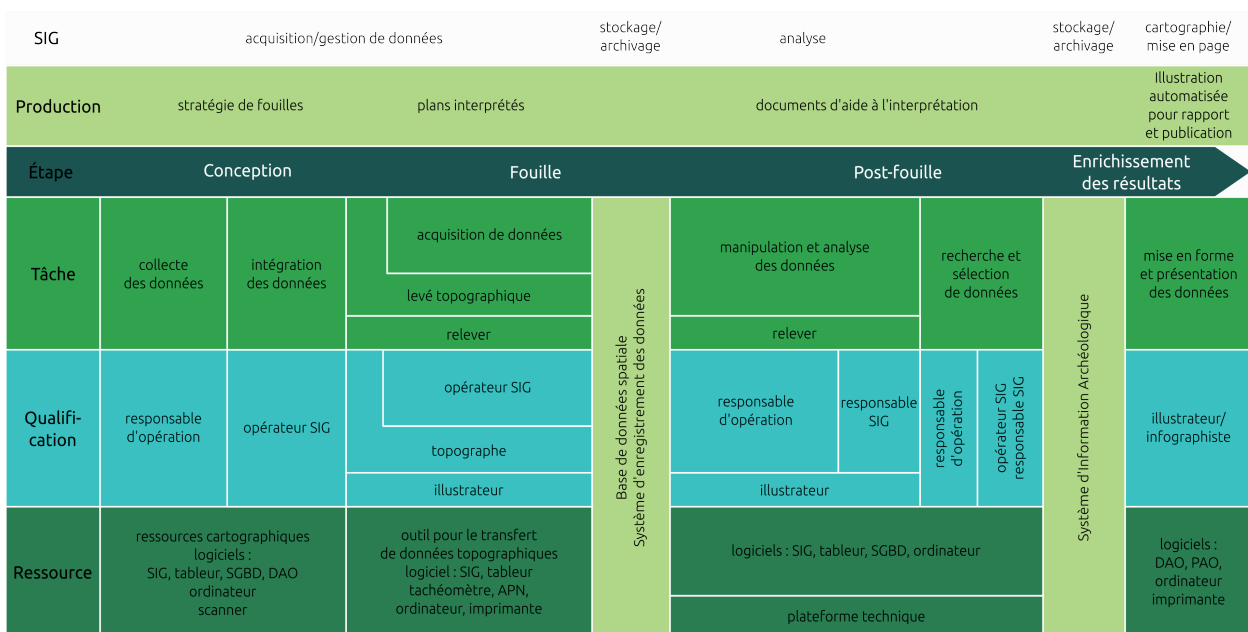 SIG
acquisition/gestion de données
stockage/
archivage
analyse
stockage/
archivage
cartographie/
mise en page
Production
stratégie de fouilles
plans interprétés
documents d'aide à l'interprétation
Illustration
automatisée
pour rapport
et publication
Étape
Conception
Fouille
Post-fouille
Enrichissement
des résultats
Tâche
collecte
des données
intégration
des données
acquisition de données
levé topographique
relever
Base de données spatiale
Système d'enregistrement des données
manipulation et analyse
des données
relever
recherche et
sélection
de données
Système d'Information Archéologique
mise en forme
et présentation
des données
Qualifi-
cation
responsable
d'opération
opérateur SIG
opérateur SIG
topographe
illustrateur
responsable
d'opération
responsable
SIG
illustrateur
responsable
d'opération
opérateur SIG
responsable SIG
illustrateur/
infographiste
Ressource
ressources cartographiques
logiciels :
SIG, tableur, SGBD, DAO
ordinateur
scanner
outil pour le transfert
de données topographiques
logiciel : SIG, tableur
tachéomètre, APN,
ordinateur, imprimante
logiciels : SIG, tableur, SGBD, ordinateur
plateforme technique
logiciels :
DAO, PAO,
ordinateur
imprimante